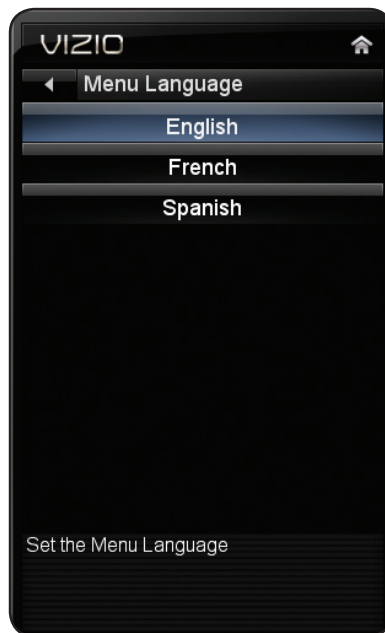 VIZIO
Menu Language
English
French
Spanish
Set the Menu Language